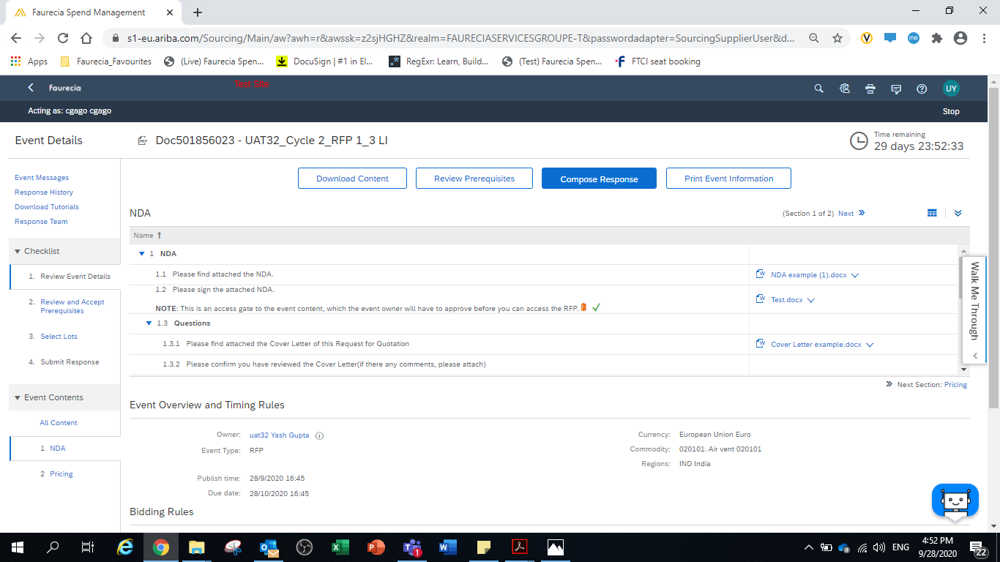 Faurecia Spend Management
s1-eu.ariba.com/Sourcing/Main/aw?awh=r&awssk=z2sjHGHZ&realm=FAURECIASERVICESGROUPE-T&passwordadapter=SourcingSupplierUser&d...
Apps Faurecia_Favourites (Live) Faurecia Spen... DocuSign | #1 in El... RegExr: Learn, Build... (Test) Faurecia Spen... FTCI seat booking
faurecia Test Site UY
Acting as: cgago cgago Stop
Event Details Doc501856023 - UAT32_Cycle 2_RFP 1_3 LI
Time remaining
29 days 23:52:33
Event Messages
Response History
Download Tutorials
Response Team
Checklist
1. Review Event Details
2. Review and Accept
Prerequisites
3. Select Lots
4. Submit Response
Event Contents
All Content
1 NDA
2 Pricing
Download Content Review Prerequisites Compose Response Print Event Information
NDA (Section 1 of 2) Next »
Name ↑
1 NDA
1.1 Please find attached the NDA. NDA example (1).docx
1.2 Please sign the attached NDA.
NOTE: This is an access gate to the event content, which the event owner will have to approve before you can access the RFP. Test.docx
1.3 Questions
1.3.1 Please find attached the Cover Letter of this Request for Quotation Cover Letter example.docx
1.3.2 Please confirm you have reviewed the Cover Letter(if there any comments, please attach)
Walk Me Through
» Next Section: Pricing
Event Overview and Timing Rules
Owner: uat32 Yash Gupta Currency: European Union Euro
Event Type: RFP Commodity: 020101. Air vent 020101
Regions: IND India
Publish time: 28/9/2020 16:45
Due date: 28/10/2020 16:45
Bidding Rules
ENG 4:52 PM
9/28/2020
1
22